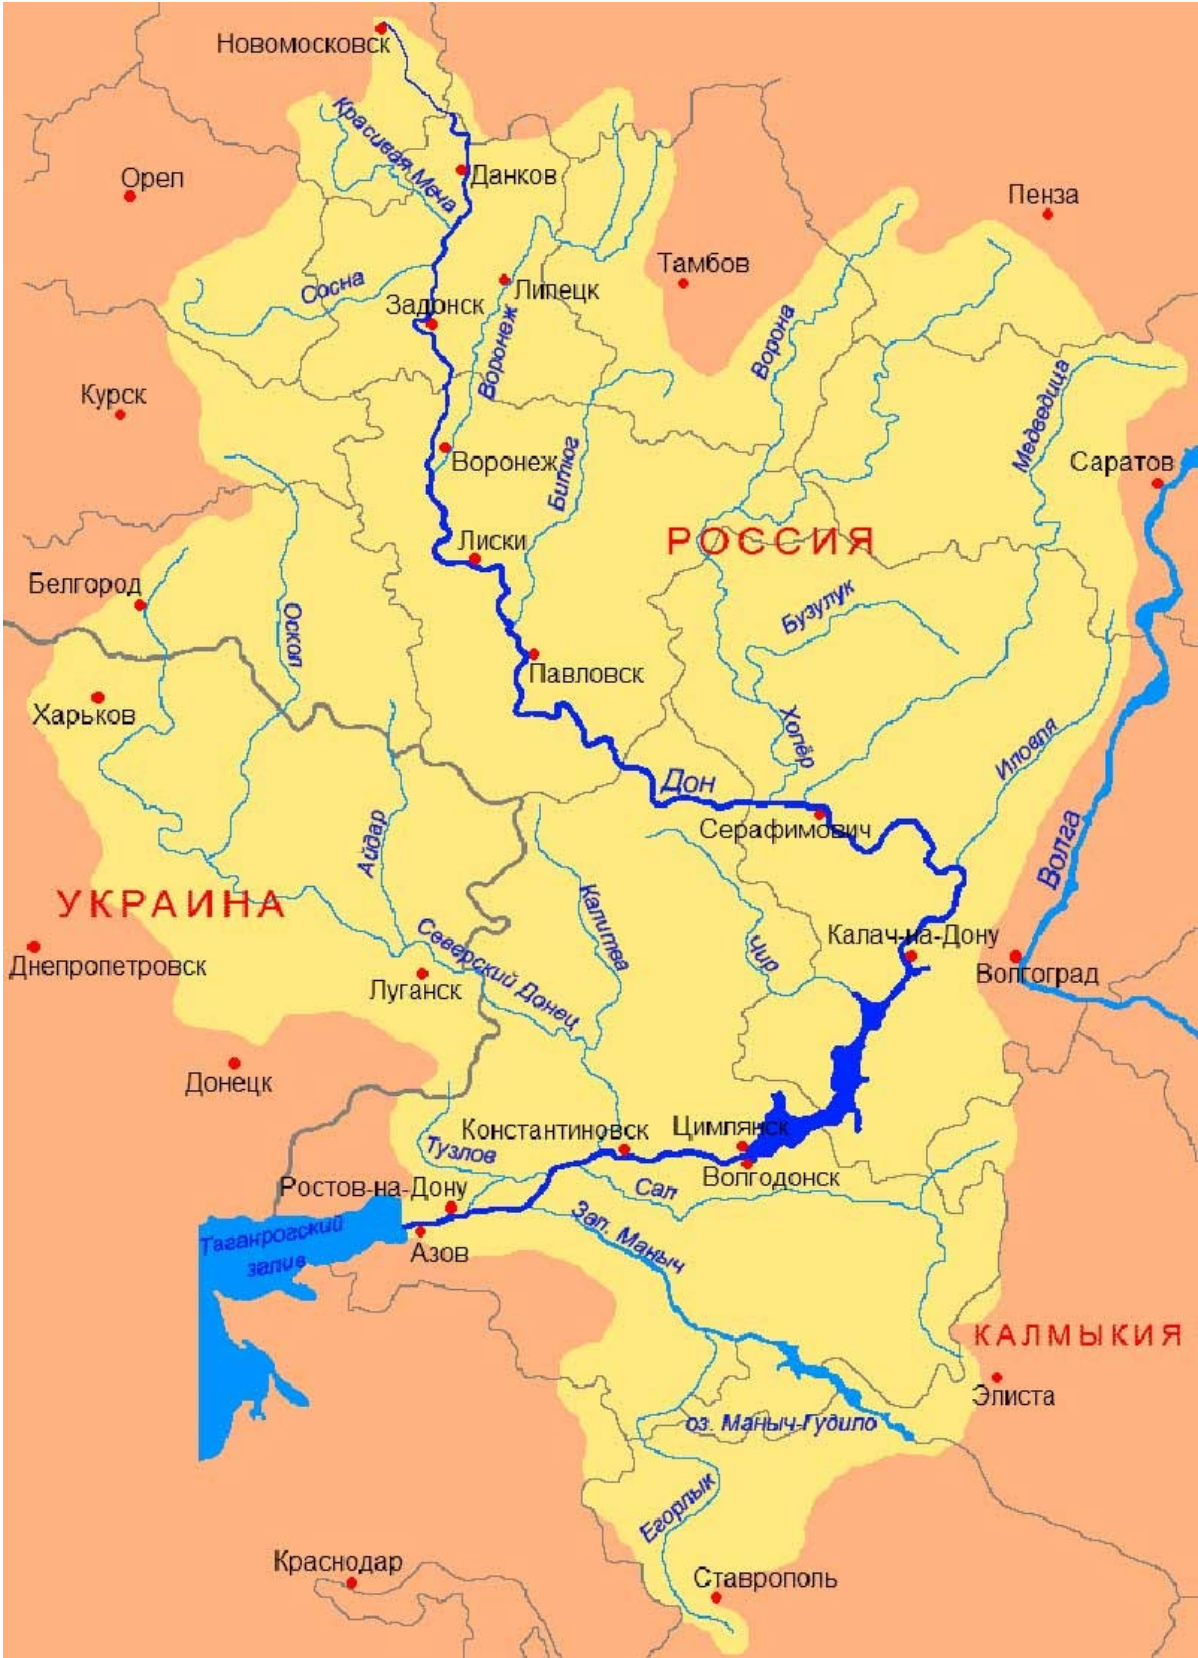 Новомосковск
Красивая Меча
Данков
Орел
Пенза
Тамбов
Сосна
Липецк
Задонск
Воронеж
Ворона
Медведица
Курск
Воронеж
Битюг
Саратов
РОССИЯ
Лиски
Белгород
Оскол
Бузулук
Павловск
Харьков
Хопёр
Иловля
Дон
Серафимович
Айдар
Волга
УКРАИНА
Калитва
Чир
Калач-на-Дону
Северский Донец
Днепропетровск
Луганск
Волгоград
Донецк
Константиновск
Цимлянск
Тузлов
Волгодонск
Ростов-на-Дону
Сал
Зап. Маныч
Таганрогский
залив
Азов
КАЛМЫКИЯ
Элиста
оз. Маныч-Гудило
Егорлык
Краснодар
Ставрополь